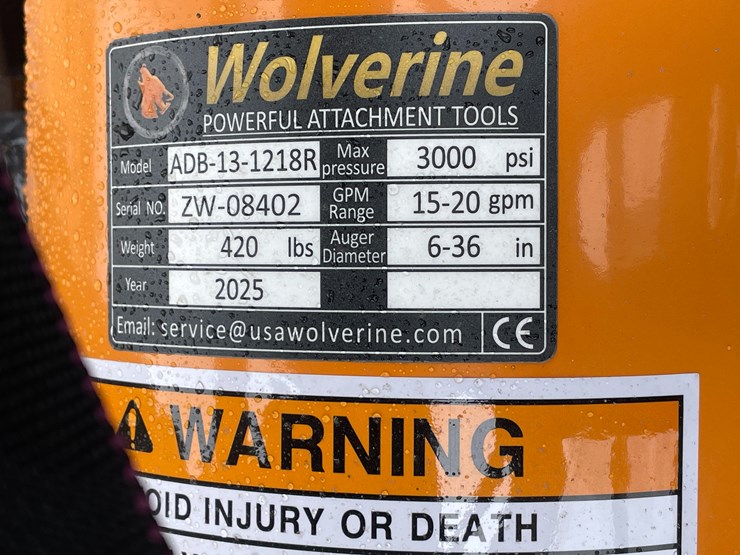 Wolverine
POWERFUL ATTACHMENT TOOLS
Model ADB-13-1218R Max pressure 3000 psi
Serial NO. ZW-08402 GPM Range 15-20 gpm
Weight 420 lbs Auger Diameter 6-36 in
Year 2025
Email: service@usawolverine.com CE
WARNING
OID INJURY OR DEATH